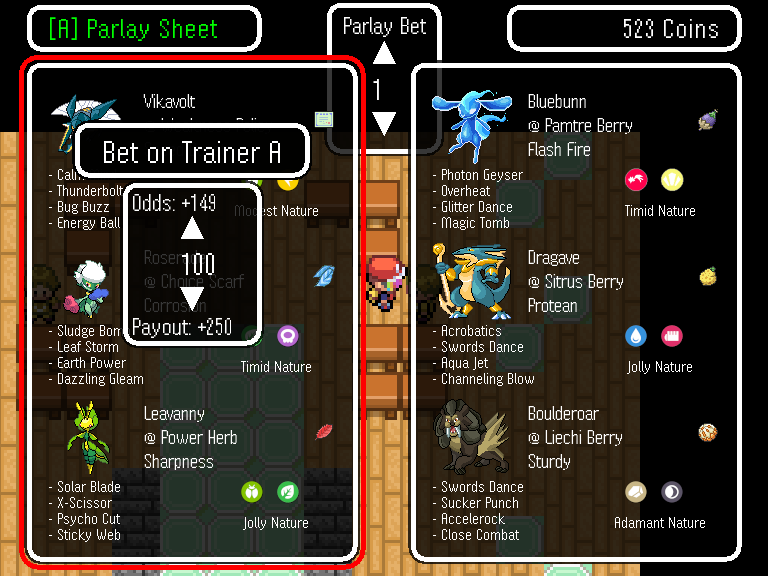 [A] Parlay Sheet
Parlay Bet
1
523 Coins
Vikavolt
Bet on Trainer A
- Thunderbolt
- Bug Buzz
- Energy Ball
Modest Nature
Odds: +149
100
Payout: +250
@ Choice Scarf
Corrosion
- Leaf Storm
- Earth Power
- Dazzling Gleam
Timid Nature
Leavanny
@ Power Herb
Sharpness
- Solar Blade
- X-Scissor
- Psycho Cut
- Sticky Web
Jolly Nature
Bluebunn
@ Pamtre Berry
Flash Fire
- Photon Geyser
- Overheat
- Glitter Dance
- Magic Tomb
Timid Nature
Dragave
@ Sitrus Berry
Protean
- Acrobatics
- Swords Dance
- Aqua Jet
- Channeling Blow
Jolly Nature
Boulderoar
@ Liechi Berry
Sturdy
- Swords Dance
- Sucker Punch
- Accelerock
- Close Combat
Adamant Nature